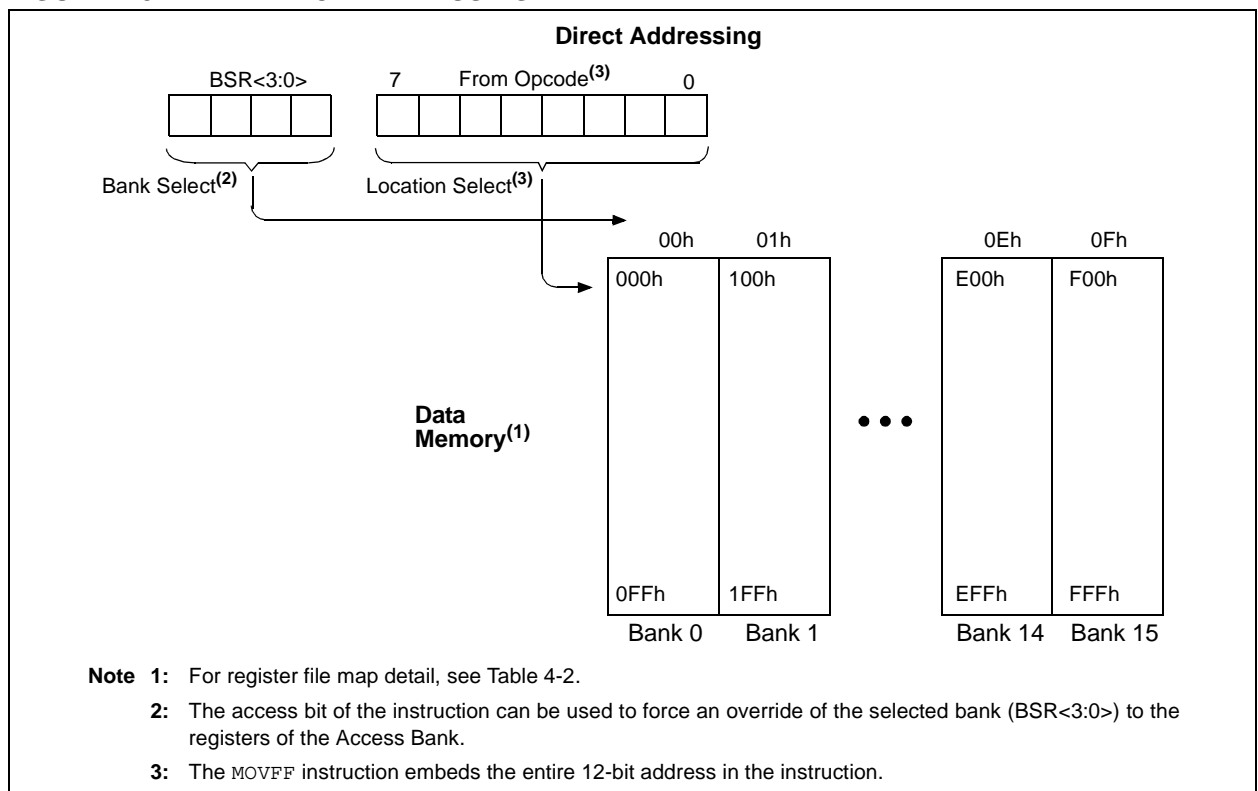 Direct Addressing
BSR<3:0> 7 From Opcode(3) 0
Bank Select(2) Location Select(3)
00h 01h 0Eh 0Fh
000h 100h E00h F00h
Data
Memory(1)
0FFh 1FFh EFFh FFFh
Bank 0 Bank 1 Bank 14 Bank 15
Note 1: For register file map detail, see Table 4-2.
2: The access bit of the instruction can be used to force an override of the selected bank (BSR<3:0>) to the
registers of the Access Bank.
3: The MOVFF instruction embeds the entire 12-bit address in the instruction.